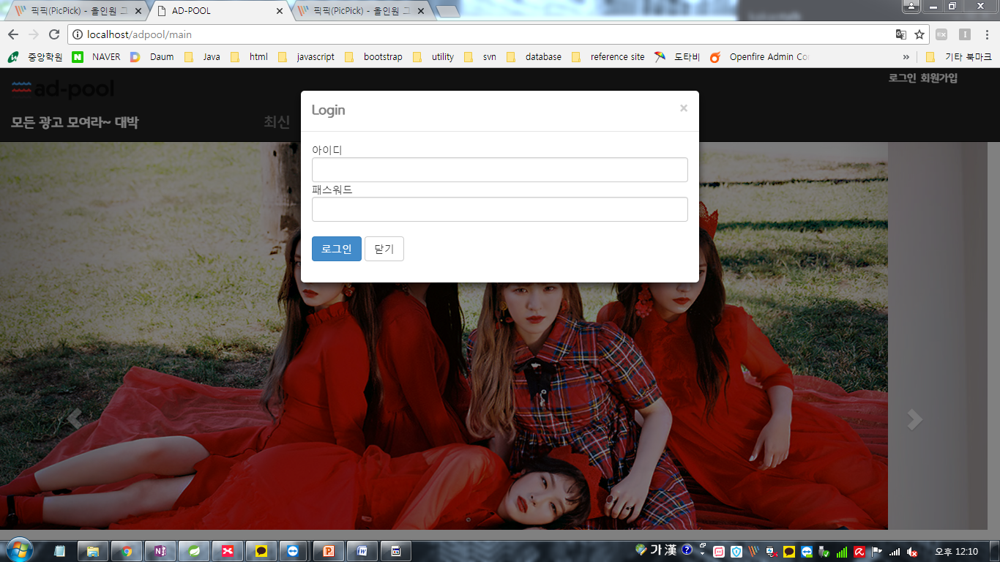 픽픽(PicPick) - 올인원 그
AD-POOL
픽픽(PicPick) - 올인원 그
localhost/adpool/main
중앙학원
NAVER
Daum
Java
html
javascript
bootstrap
utility
svn
database
reference site
도타비
Openfire Admin Co
»
기타 북마크
ad-pool
로그인 회원가입
모든 광고 모여라~ 대박
최신
Login
×
아이디
패스워드
로그인
닫기
가 漢
오후 12:10